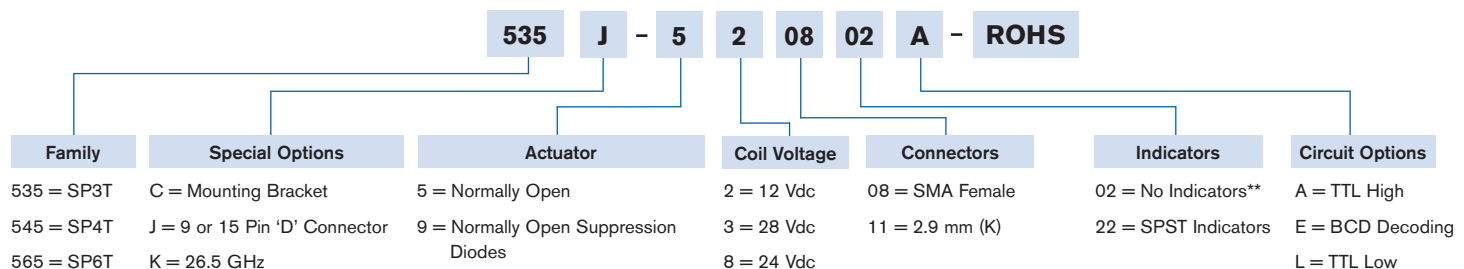 535 J – 5 2 08 02 A – ROHS
Family
535 = SP3T
545 = SP4T
565 = SP6T
Special Options
C = Mounting Bracket
J = 9 or 15 Pin ‘D’ Connector
K = 26.5 GHz
Actuator
5 = Normally Open
9 = Normally Open Suppression
Diodes
Coil Voltage
2 = 12 Vdc
3 = 28 Vdc
8 = 24 Vdc
Connectors
08 = SMA Female
11 = 2.9 mm (K)
Indicators
02 = No Indicators**
22 = SPST Indicators
Circuit Options
A = TTL High
E = BCD Decoding
L = TTL Low